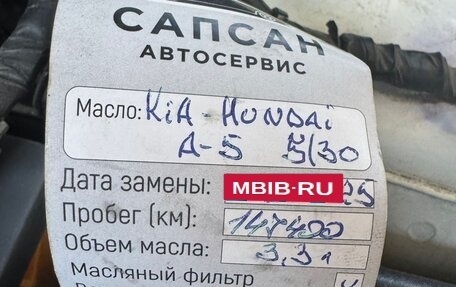 САПСАН
АВТОСЕРВИС
Масло: KiA-HUNDAi
A-5 5/30
Дата замены:
MBIB-RU
Пробег (км): 147400
Объем масла: 3,3 л
Масляный фильтр